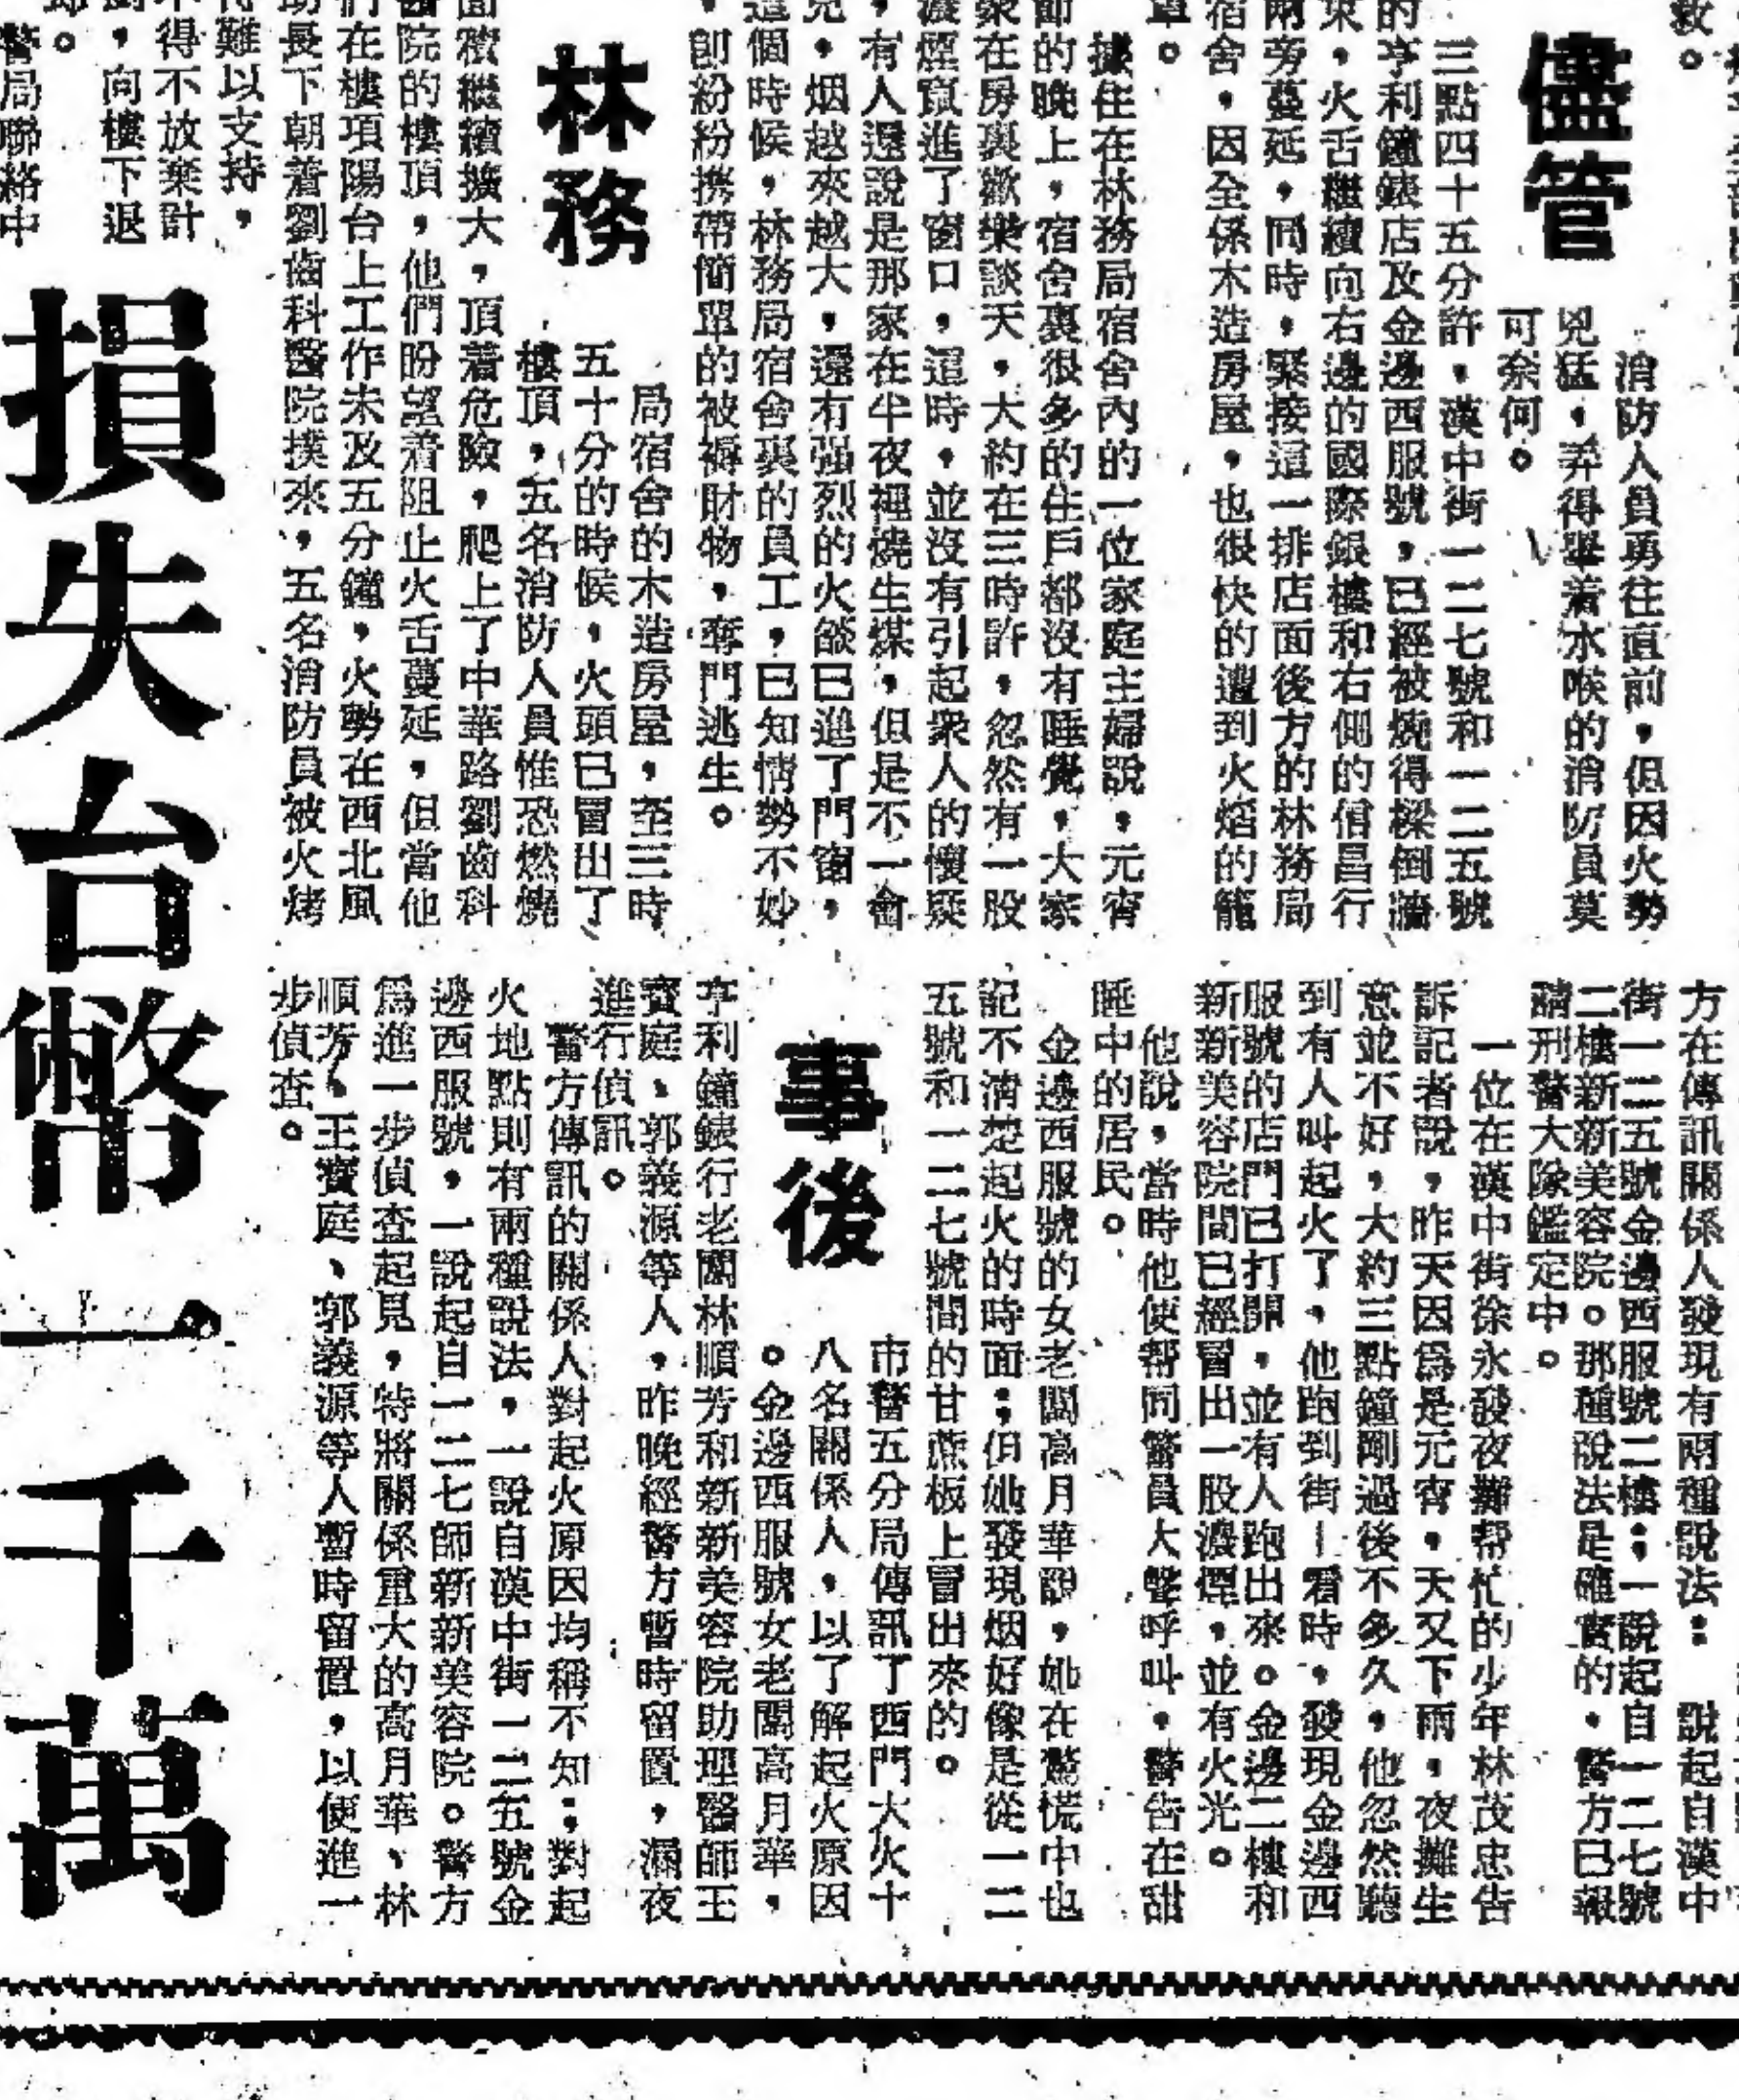 救。
儘管
消防人員勇往直前，但因火勢
兇猛，弄得舉着水喉的消防員莫
可奈何。
三點四十五分許，漢中街一二七號和一二五號
的亨利鐘錶店及金邊西服號，已經被燒得樑倒牆
火舌繼續向右邊的國際銀樓和右側的信昌行
兩旁蔓延，同時，緊接這一排店面後方的林務局
宿舍，因全係木造房屋，也很快的遭到火焰的籠
罩。
據住在林務局宿舍內的一位家庭主婦說，元宵
節的晚上，宿舍裏很多的住戶都沒有睡覺，大家
聚在房裏歡樂談天，大約在三時許，忽然有一股
濃煙竄進了窗口，這時，並沒有引起衆人的懷疑
，有人還說是那家在半夜裡燒生煤，但是不一會
兒，烟越來越大，還有强烈的火燄已進了門窗，
這個時候，林務局宿舍裏的員工，已知情勢不妙
，卽紛紛携帶簡單的被褥財物，奪門逃生。
林務
局宿舍的木造房屋，至三時
五十分的時候，火頭已冒出了
樓頂，五名消防人員惟恐燃燒
面積繼續擴大，頂着危險，爬上了中華路劉齒科
醫院的樓頂，他們盼望着阻止火舌蔓延，但當他
們在樓項陽台上工作未及五分鐘，火勢在西北風
助長下朝着劉齒科醫院撲來，五名消防員被火烤
得難以支持，
不得不放棄計
，向樓下退
却。
警局聯絡中
損失台幣一千萬
方在傳訊關係人發現有兩種說法：說起自漢中
街一二五號金邊西服號二樓；一說起自一二七號
二樓新新美容院。那種說法是確實的，警方已報
請刑警大隊鑑定中。
一位在漢中街徐永發夜攤帮忙的少年林茂忠告
訴記者說，昨天因爲是元宵，天又下雨，夜攤生
意並不好，大約三點鐘剛過後不多久，他忽然聽
到有人叫起火了，他跑到街一看時，發現金邊西
服號的店門已打開，並有人跑出來。金邊二樓和
新新美容院間已經冒出一股濃煙，並有火光。
他說，當時他便帮同警員大聲呼叫，警告在甜
睡中的居民。
金邊西服號的女老闆高月華說，她在驚慌中也
記不清楚起火的時面；但她發現烟好像是從一二
五號和一二七號間的甘蔗板上冒出來的。
事後
市警五分局傳訊了西門大火十
八名關係人，以了解起火原因
。金邊西服號女老闆高月華，
亨利鐘錶行老闆林順芳和新新美容院助理醫師王
寶庭、郭義源等人，昨晚經警方暫時留置，漏夜
進行偵訊。
警方傳訊的關係人對起火原因均稱不知；對起
火地點則有兩種說法，一說自漢中街一二五號金
邊西服號，一說起自一二七師新新美容院。警方
爲進一步偵查起見，特將關係重大的高月華、林
順芳、王寶庭、郭義源等人暫時留置，以便進一
步偵查。